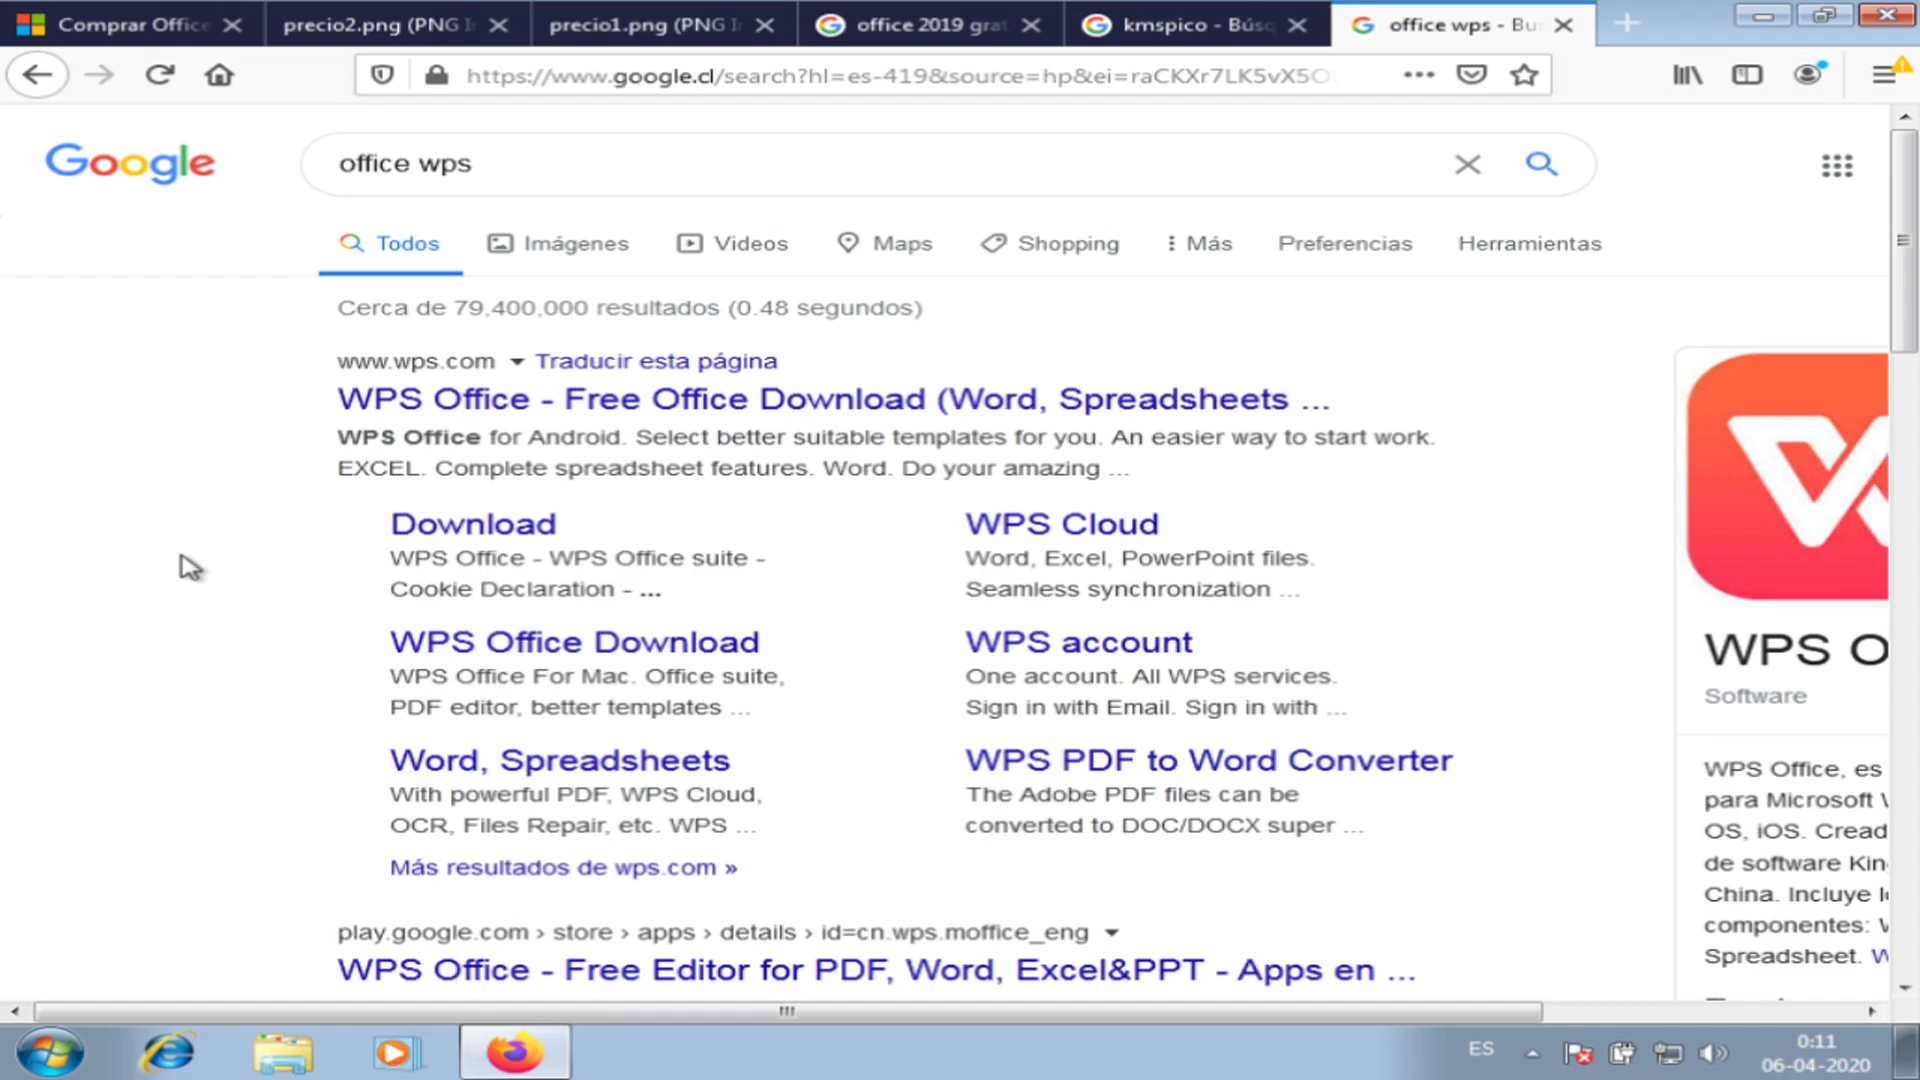 Comprar Office
precio2.png (PNG I
precio1.png (PNG I
office 2019 grat
kmspico - Búsq
office wps - Bus
https://www.google.cl/search?hl=es-419&source=hp&ei=raCKXr7LK5vX5OU
Google
office wps
Todos
Imágenes
Videos
Maps
Shopping
Más
Preferencias
Herramientas
Cerca de 79,400,000 resultados (0.48 segundos)
www.wps.com Traducir esta página
WPS Office - Free Office Download (Word, Spreadsheets ...
WPS Office for Android. Select better suitable templates for you. An easier way to start work.
EXCEL. Complete spreadsheet features. Word. Do your amazing ...
Download
WPS Office - WPS Office suite -
Cookie Declaration - ...
WPS Cloud
Word, Excel, PowerPoint files.
Seamless synchronization ...
WPS Office Download
WPS Office For Mac. Office suite,
PDF editor, better templates ...
WPS account
One account. All WPS services.
Sign in with Email. Sign in with ...
Word, Spreadsheets
With powerful PDF, WPS Cloud,
OCR, Files Repair, etc. WPS ...
WPS PDF to Word Converter
The Adobe PDF files can be
converted to DOC/DOCX super ...
Más resultados de wps.com »
play.google.com › store › apps › details › id=cn.wps.moffice_eng
WPS Office - Free Editor for PDF, Word, Excel&PPT - Apps en ...
WPS O
Software
WPS Office, es
para Microsoft
OS, iOS. Cread
de software Kin
China. Incluye
componentes:
Spreadsheet. W
ES
0:11
06-04-2020